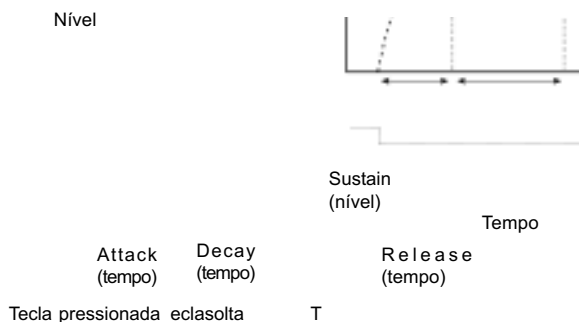 Nível
Sustain
(nível)
Tempo
Attack
(tempo)
Decay
(tempo)
Release
(tempo)
Tecla pressionada eclasolta T